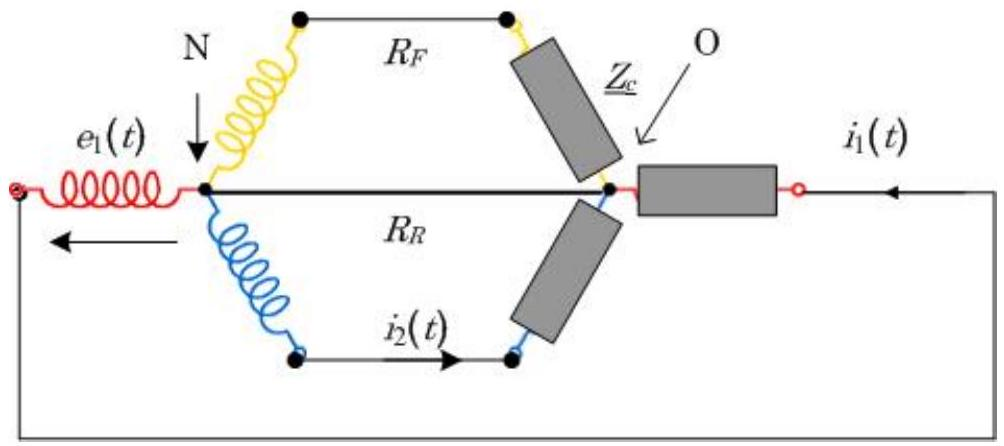 N
R_F
Z_c
O
e_1(t)
i_1(t)
R_R
i_2(t)